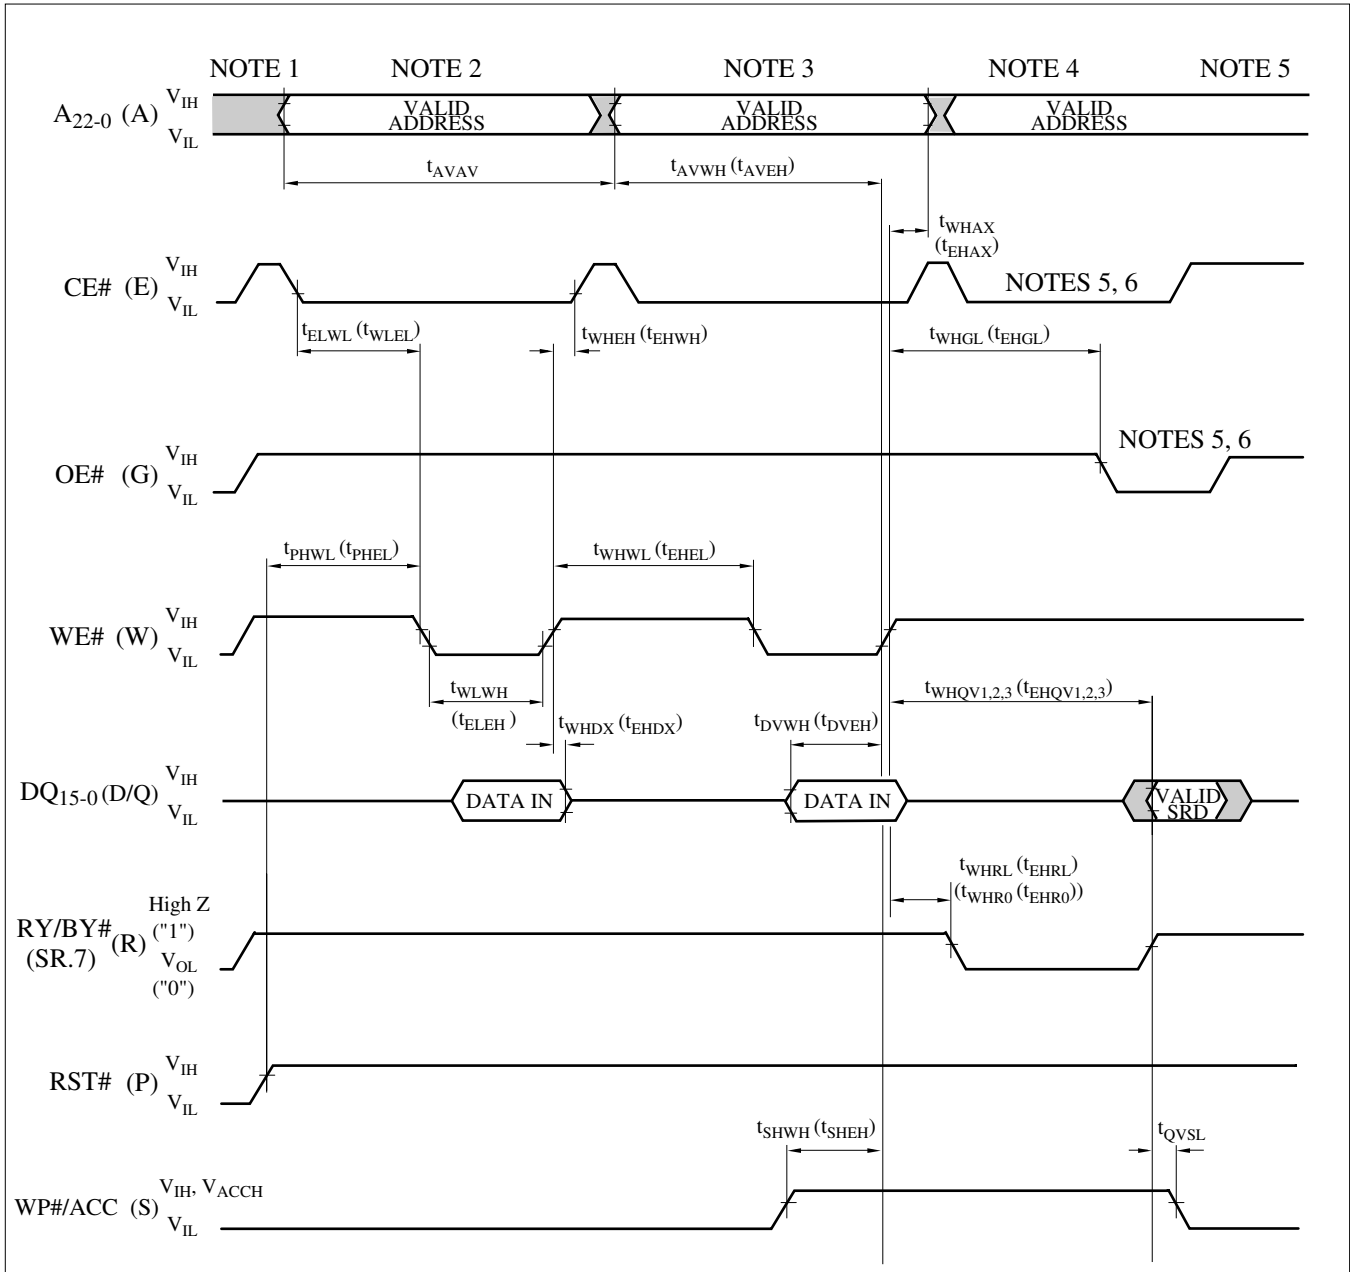 NOTE 1 NOTE 2 NOTE 3 NOTE 4 NOTE 5
A22-0 (A) VIH VIL
VALID ADDRESS
VALID ADDRESS
VALID ADDRESS
tAVAV
tAVWH (tAVEH)
tWHAX
(tEHAX)
CE# (E) VIH VIL
NOTES 5, 6
tELWL (tWLEL)
tWHEH (tEHWH)
tWHGL (tEHGL)
OE# (G) VIH VIL
NOTES 5, 6
tPHWL (tPHEL)
tWHWL (tEHEL)
WE# (W) VIH VIL
tWLWH
(tELEH )
tWHDX (tEHDX)
tDVWH (tDVEH)
tWHQV1,2,3 (tEHQV1,2,3)
DQ15-0 (D/Q) VIH VIL
DATA IN
DATA IN
VALID SRD
tWHRL (tEHRL)
(tWHR0 (tEHR0))
High Z
("1")
RY/BY#
(SR.7)
(R)
VOL
("0")
RST# (P) VIH VIL
tSHWH (tSHEH)
tQVSL
WP#/ACC (S) VIH, VACCH
VIL